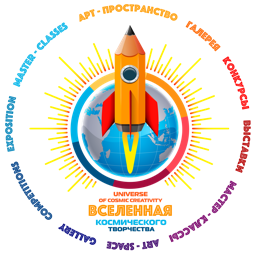 АРТ - ПРОСТРАНСТВО
ГАЛЕРЕЯ
КОНКУРСЫ
ВЫСТАВКИ
МАСТЕР - КЛАССЫ
ART - SPACE
GALLERY
COMPETITIONS
EXPOSITION
MASTER - CLASSES
UNIVERSE
OF COSMIC CREATIVITY
ВСЕЛЕННАЯ
КОСМИЧЕСКОГО
ТВОРЧЕСТВА